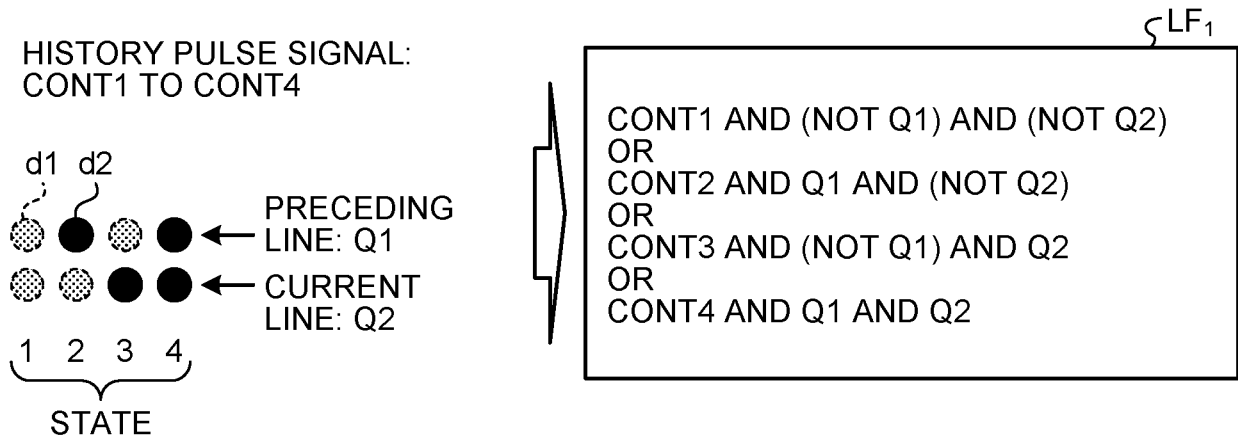 LF₁
HISTORY PULSE SIGNAL:
CONT1 TO CONT4
d1 d2
PRECEDING
LINE: Q1
CURRENT
LINE: Q2
1 2 3 4
STATE
CONT1 AND (NOT Q1) AND (NOT Q2)
OR
CONT2 AND Q1 AND (NOT Q2)
OR
CONT3 AND (NOT Q1) AND Q2
OR
CONT4 AND Q1 AND Q2